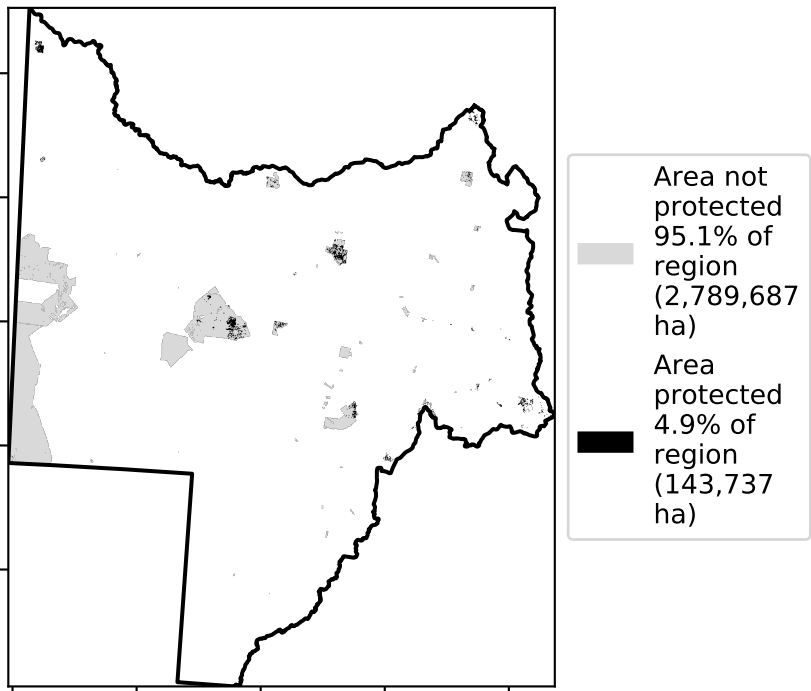 Area not
protected
95.1% of
region
(2,789,687
ha)
Area
protected
4.9% of
region
(143,737
ha)